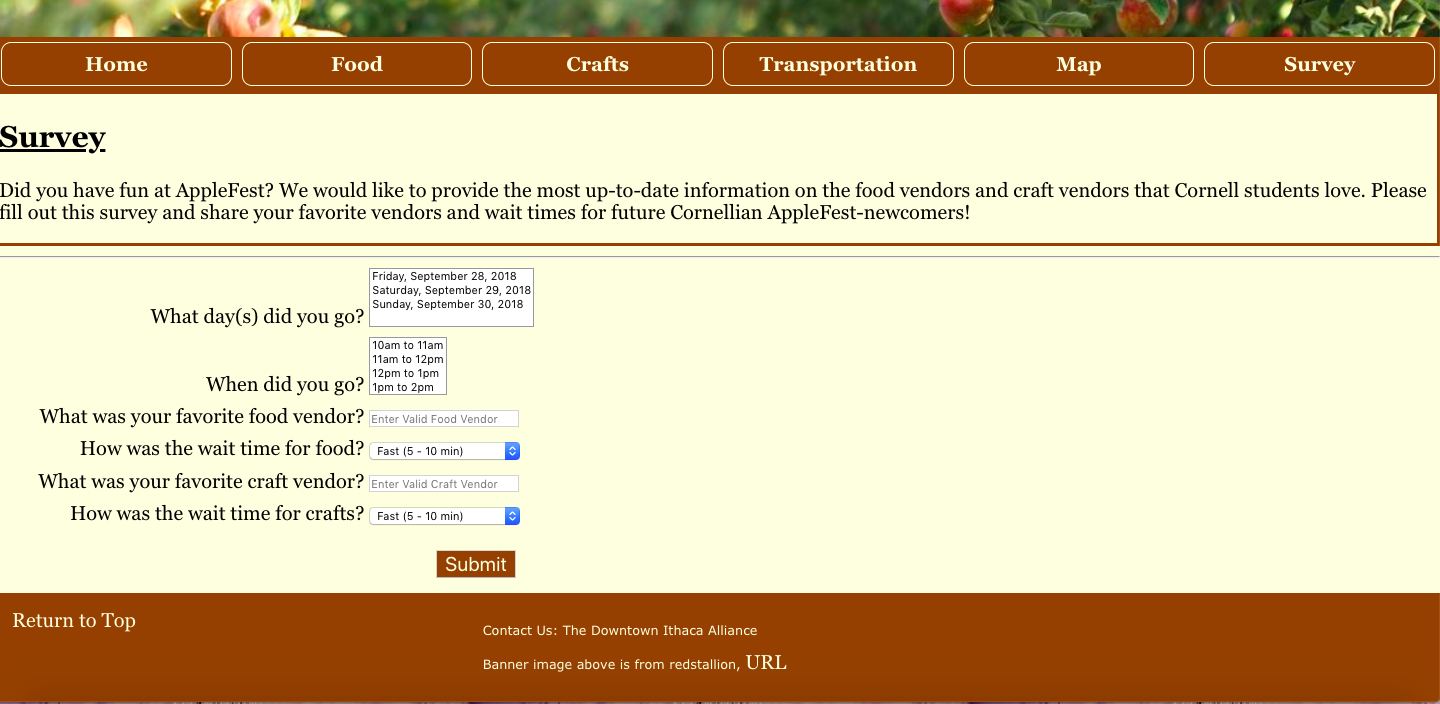 Home Food Crafts Transportation Map Survey
Survey
Did you have fun at AppleFest? We would like to provide the most up-to-date information on the food vendors and craft vendors that Cornell students love. Please
fill out this survey and share your favorite vendors and wait times for future Cornellian AppleFest-newcomers!
Friday, September 28, 2018
Saturday, September 29, 2018
Sunday, September 30, 2018
What day(s) did you go?
10am to 11am
11am to 12pm
12pm to 1pm
1pm to 2pm
When did you go?
What was your favorite food vendor? Enter Valid Food Vendor
How was the wait time for food? Fast (5 - 10 min)
What was your favorite craft vendor? Enter Valid Craft Vendor
How was the wait time for crafts? Fast (5 - 10 min)
Submit
Return to Top
Contact Us: The Downtown Ithaca Alliance
Banner image above is from redstallion, URL